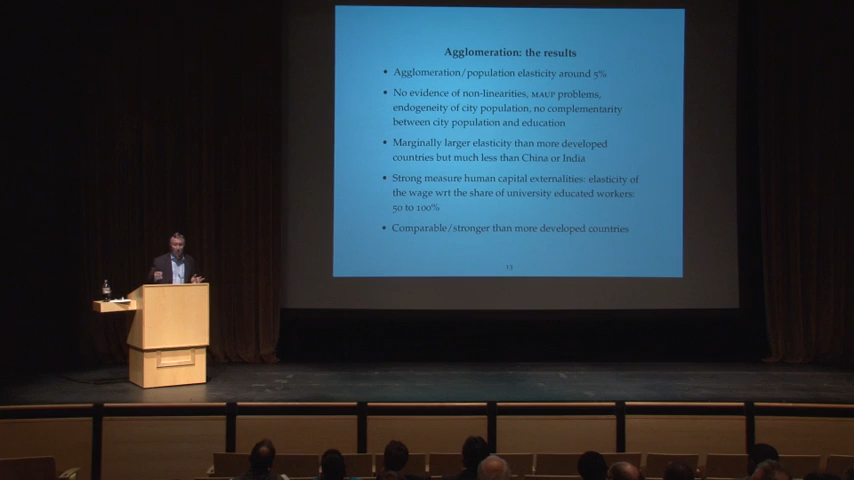 Agglomeration: the results
• Agglomeration/population elasticity around 5%
• No evidence of non-linearities, MAUP problems,
endogeneity of city population, no complementarity
between city population and education
• Marginally larger elasticity than more developed
countries but much less than China or India
• Strong measure human capital externalities: elasticity of
the wage wrt the share of university educated workers:
50 to 100%
• Comparable/stronger than more developed countries
13